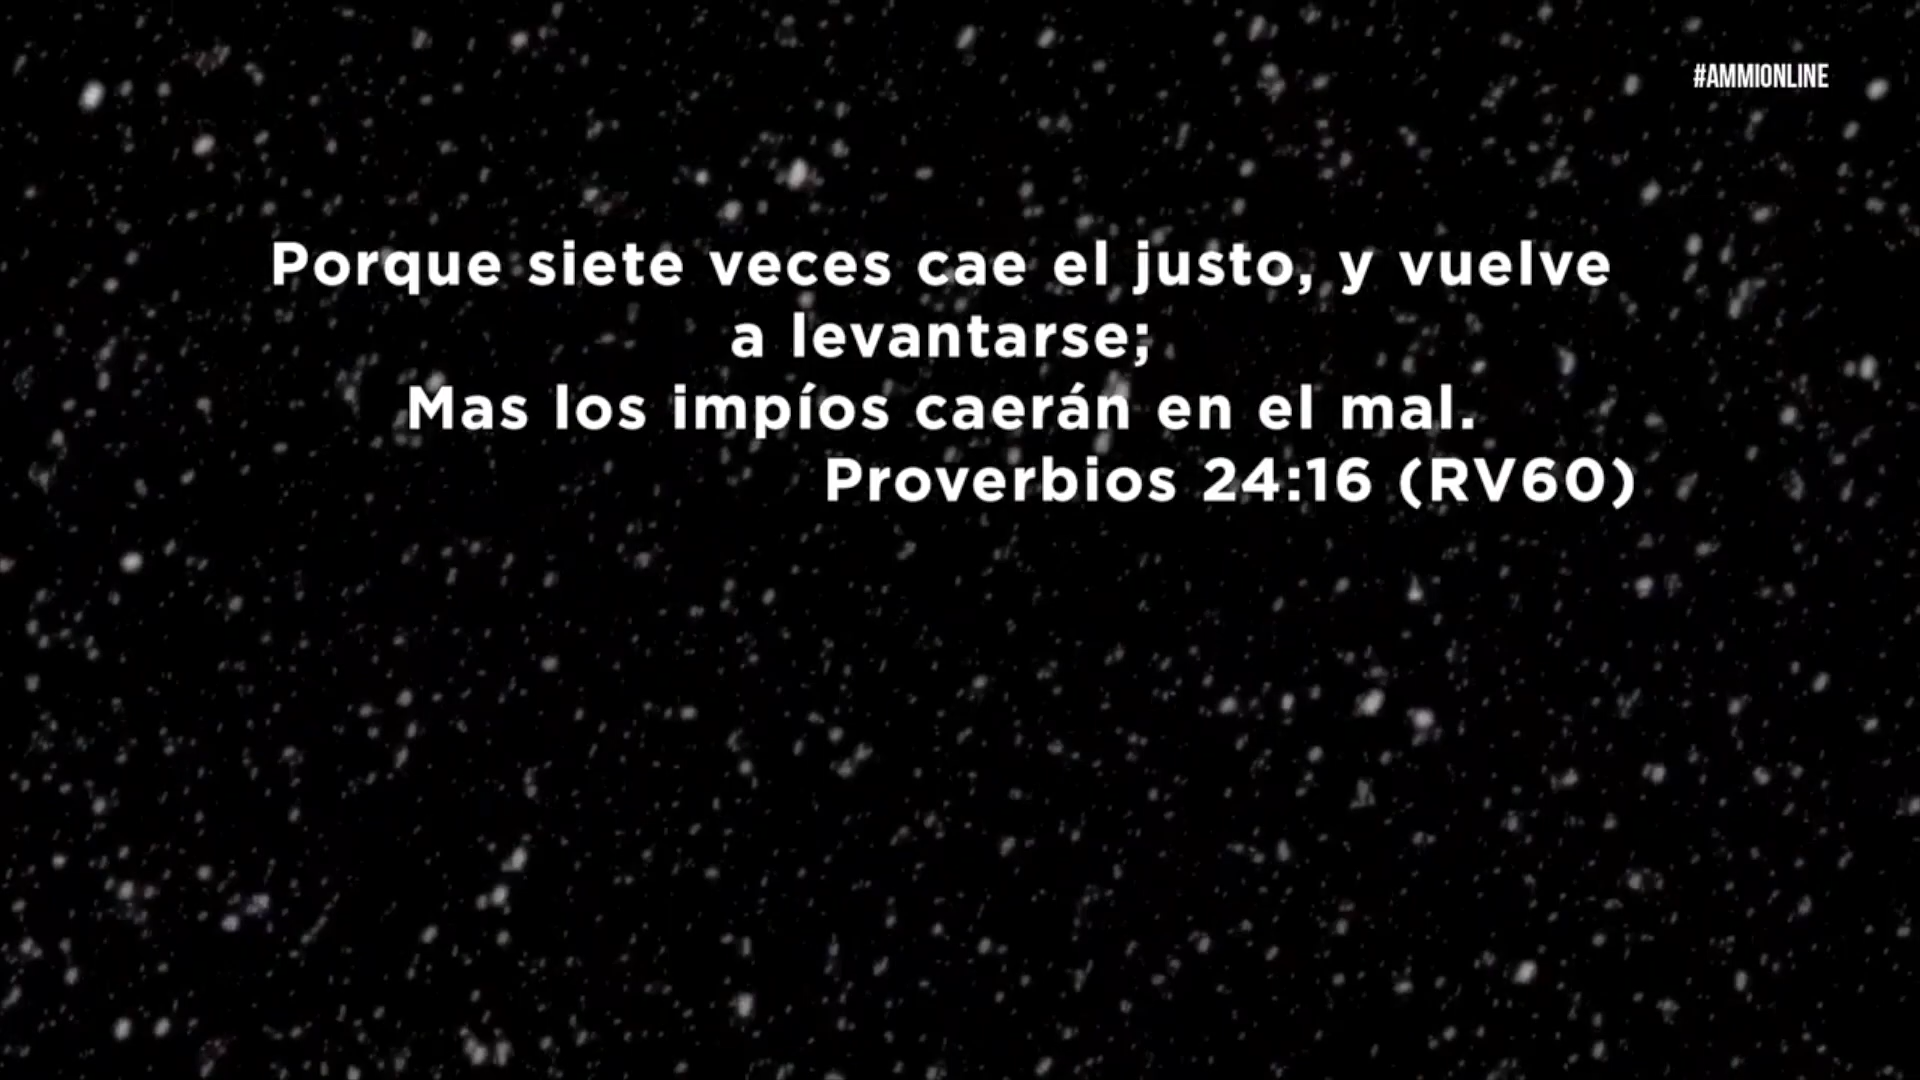 #AMMIONLINE
Porque siete veces cae el justo, y vuelve
a levantarse;
Mas los impíos caerán en el mal.
Proverbios 24:16 (RV60)